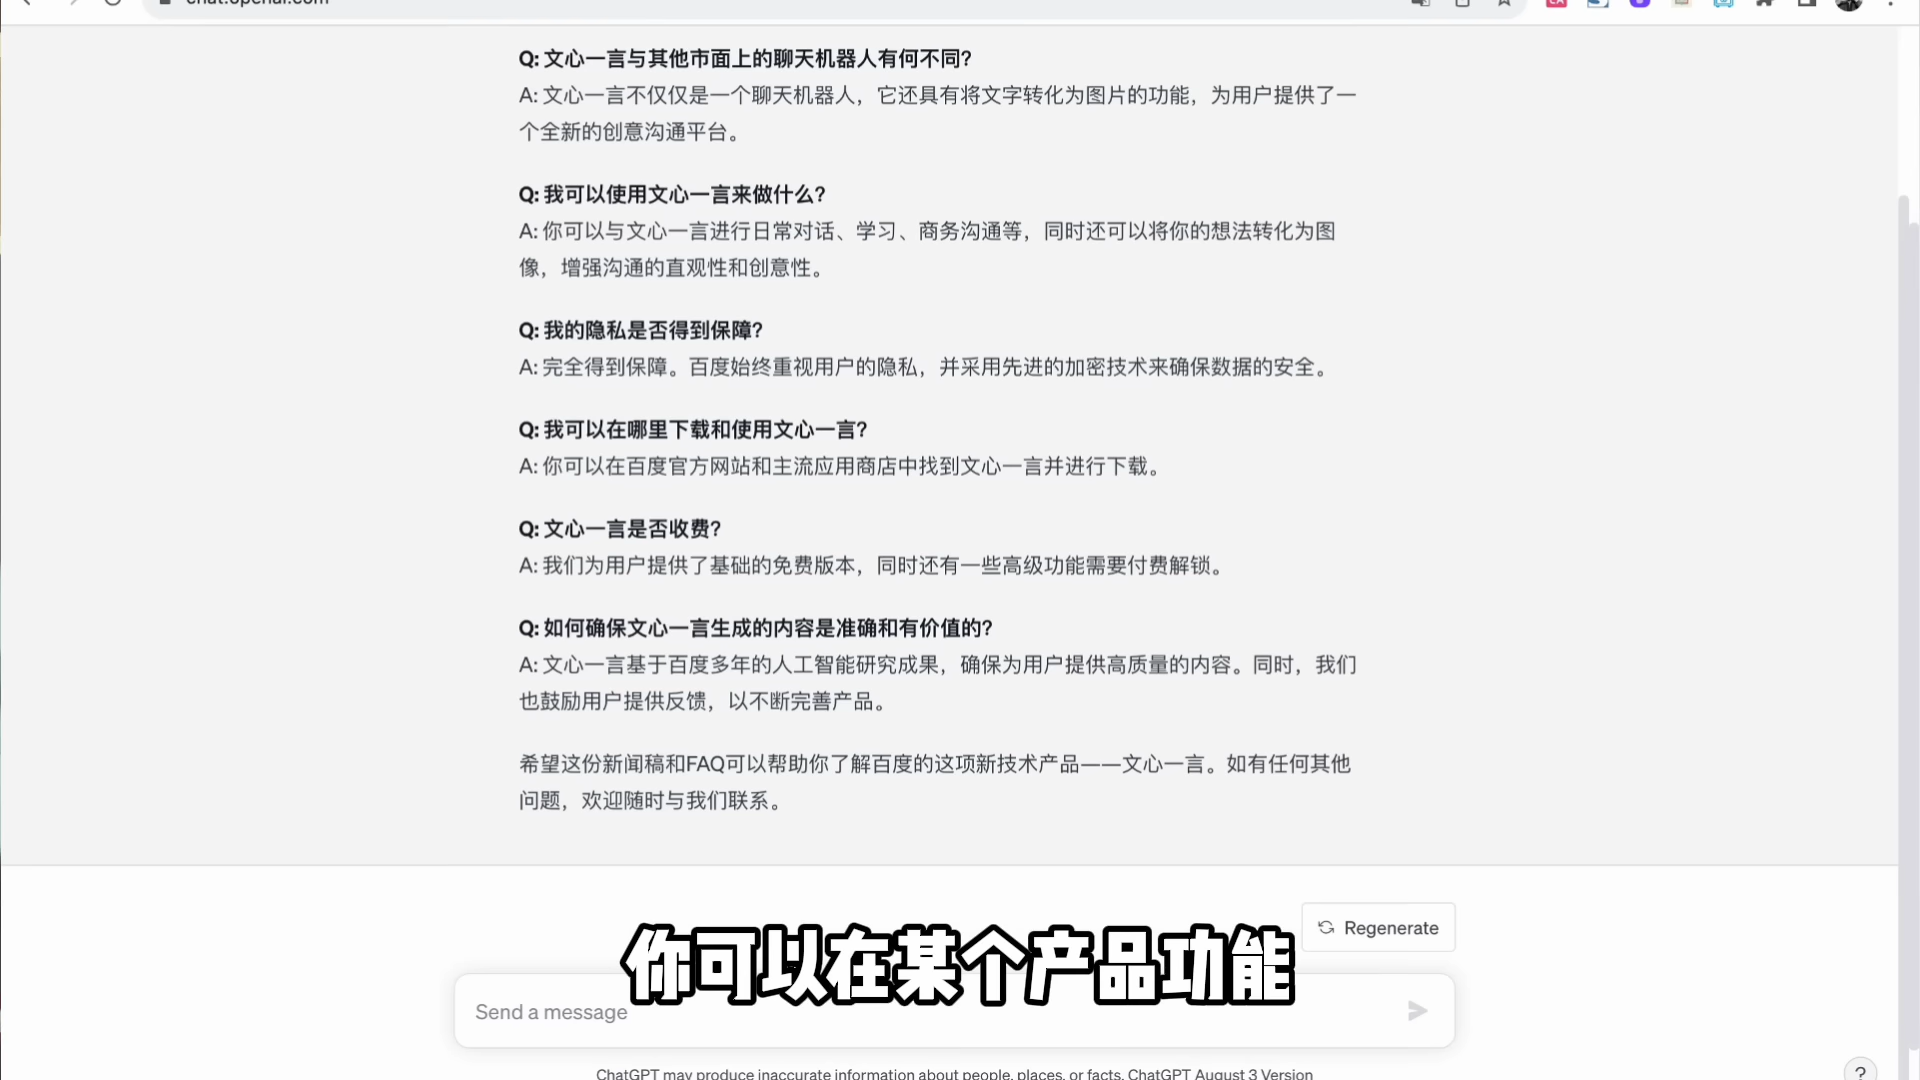 chat.openai.com
Q: 文心一言与其他市面上的聊天机器人有何不同?
A: 文心一言不仅仅是一个聊天机器人，它还具有将文字转化为图片的功能，为用户提供了一
个全新的创意沟通平台。
Q: 我可以使用文心一言来做什么?
A: 你可以与文心一言进行日常对话、学习、商务沟通等，同时还可以将你的想法转化为图
像，增强沟通的直观性和创意性。
Q: 我的隐私是否得到保障?
A: 完全得到保障。百度始终重视用户的隐私，并采用先进的加密技术来确保数据的安全。
Q: 我可以在哪里下载和使用文心一言?
A: 你可以在百度官方网站和主流应用商店中找到文心一言并进行下载。
Q: 文心一言是否收费?
A: 我们为用户提供了基础的免费版本，同时还有一些高级功能需要付费解锁。
Q: 如何确保文心一言生成的内容是准确和有价值的?
A: 文心一言基于百度多年的人工智能研究成果，确保为用户提供高质量的内容。同时，我们
也鼓励用户提供反馈，以不断完善产品。
希望这份新闻稿和FAQ可以帮助你了解百度的这项新技术产品——文心一言。如有任何其他
问题，欢迎随时与我们联系。
Regenerate
你可以在某个产品功能
Send a message
ChatGPT may produce inaccurate information about people, places, or facts. ChatGPT August 3 Version
?